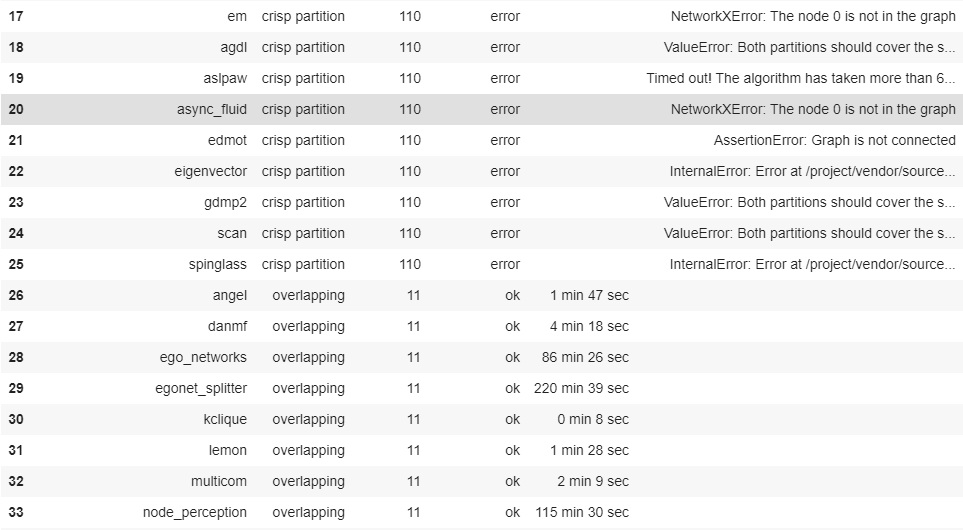 17 em crisp partition 110 error NetworkXError: The node 0 is not in the graph
18 agdl crisp partition 110 error ValueError: Both partitions should cover the s...
19 aslpaw crisp partition 110 error Timed out! The algorithm has taken more than 6...
20 async_fluid crisp partition 110 error NetworkXError: The node 0 is not in the graph
21 edmot crisp partition 110 error AssertionError: Graph is not connected
22 eigenvector crisp partition 110 error InternalError: Error at /project/vendor/source...
23 gdmp2 crisp partition 110 error ValueError: Both partitions should cover the s...
24 scan crisp partition 110 error ValueError: Both partitions should cover the s...
25 spinglass crisp partition 110 error InternalError: Error at /project/vendor/source...
26 angel overlapping 11 ok 1 min 47 sec
27 danmf overlapping 11 ok 4 min 18 sec
28 ego_networks overlapping 11 ok 86 min 26 sec
29 egonet_splitter overlapping 11 ok 220 min 39 sec
30 kclique overlapping 11 ok 0 min 8 sec
31 lemon overlapping 11 ok 1 min 28 sec
32 multicom overlapping 11 ok 2 min 9 sec
33 node_perception overlapping 11 ok 115 min 30 sec